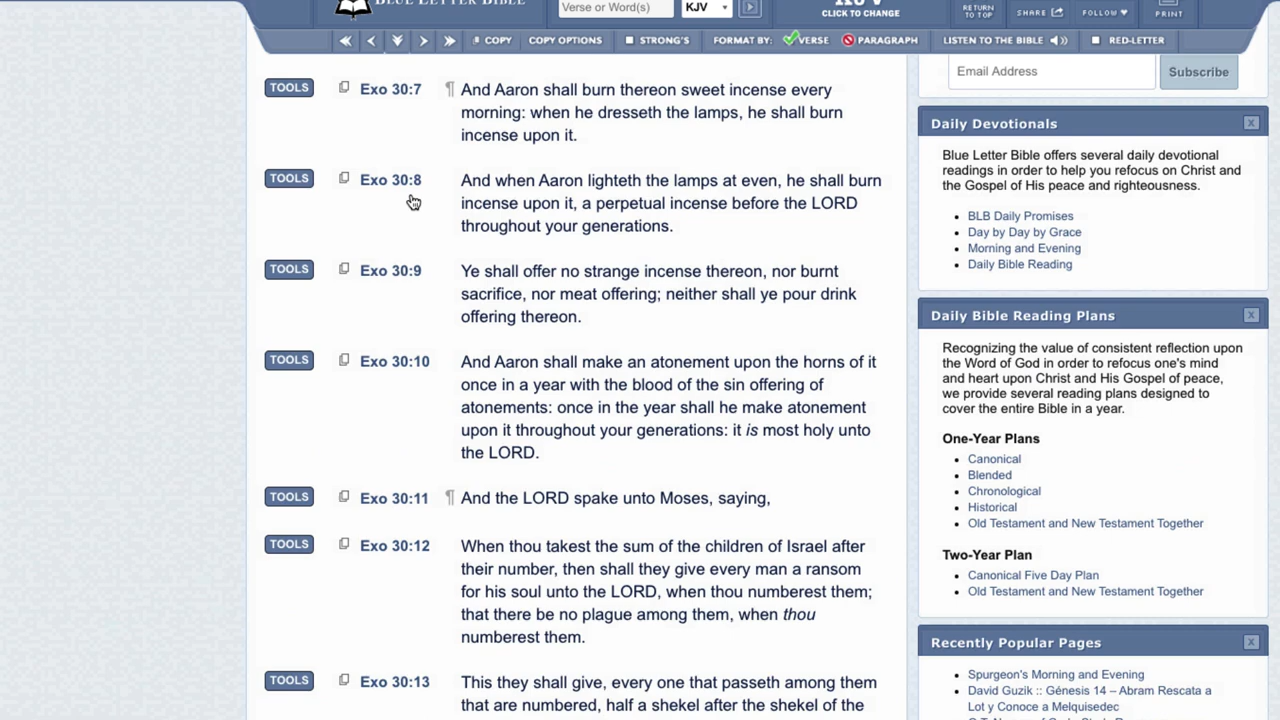 BLUE LETTER BIBLE
Verse or Word(s)
KJV
KJV
CLICK TO CHANGE
RETURN
TO TOP
SHARE
FOLLOW
PRINT
COPY
COPY OPTIONS
STRONG'S
FORMAT BY:
VERSE
PARAGRAPH
LISTEN TO THE BIBLE
RED-LETTER
TOOLS
Exo 30:7
¶ And Aaron shall burn thereon sweet incense every
morning: when he dresseth the lamps, he shall burn
incense upon it.
TOOLS
Exo 30:8
And when Aaron lighteth the lamps at even, he shall burn
incense upon it, a perpetual incense before the LORD
throughout your generations.
TOOLS
Exo 30:9
Ye shall offer no strange incense thereon, nor burnt
sacrifice, nor meat offering; neither shall ye pour drink
offering thereon.
TOOLS
Exo 30:10
And Aaron shall make an atonement upon the horns of it
once in a year with the blood of the sin offering of
atonements: once in the year shall he make atonement
upon it throughout your generations: it is most holy unto
the LORD.
TOOLS
Exo 30:11
¶ And the LORD spake unto Moses, saying,
TOOLS
Exo 30:12
When thou takest the sum of the children of Israel after
their number, then shall they give every man a ransom
for his soul unto the LORD, when thou numberest them;
that there be no plague among them, when thou
numberest them.
TOOLS
Exo 30:13
This they shall give, every one that passeth among them
that are numbered, half a shekel after the shekel of the
Email Address
Subscribe
Daily Devotionals
X
Blue Letter Bible offers several daily devotional
readings in order to help you refocus on Christ and
the Gospel of His peace and righteousness.
BLB Daily Promises
Day by Day by Grace
Morning and Evening
Daily Bible Reading
Daily Bible Reading Plans
X
Recognizing the value of consistent reflection upon
the Word of God in order to refocus one's mind
and heart upon Christ and His Gospel of peace,
we provide several reading plans designed to
cover the entire Bible in a year.
One-Year Plans
Canonical
Blended
Chronological
Historical
Old Testament and New Testament Together
Two-Year Plan
Canonical Five Day Plan
Old Testament and New Testament Together
Recently Popular Pages
X
Spurgeon's Morning and Evening
David Guzik :: Génesis 14 – Abram Rescata a
Lot y Conoce a Melquisedec